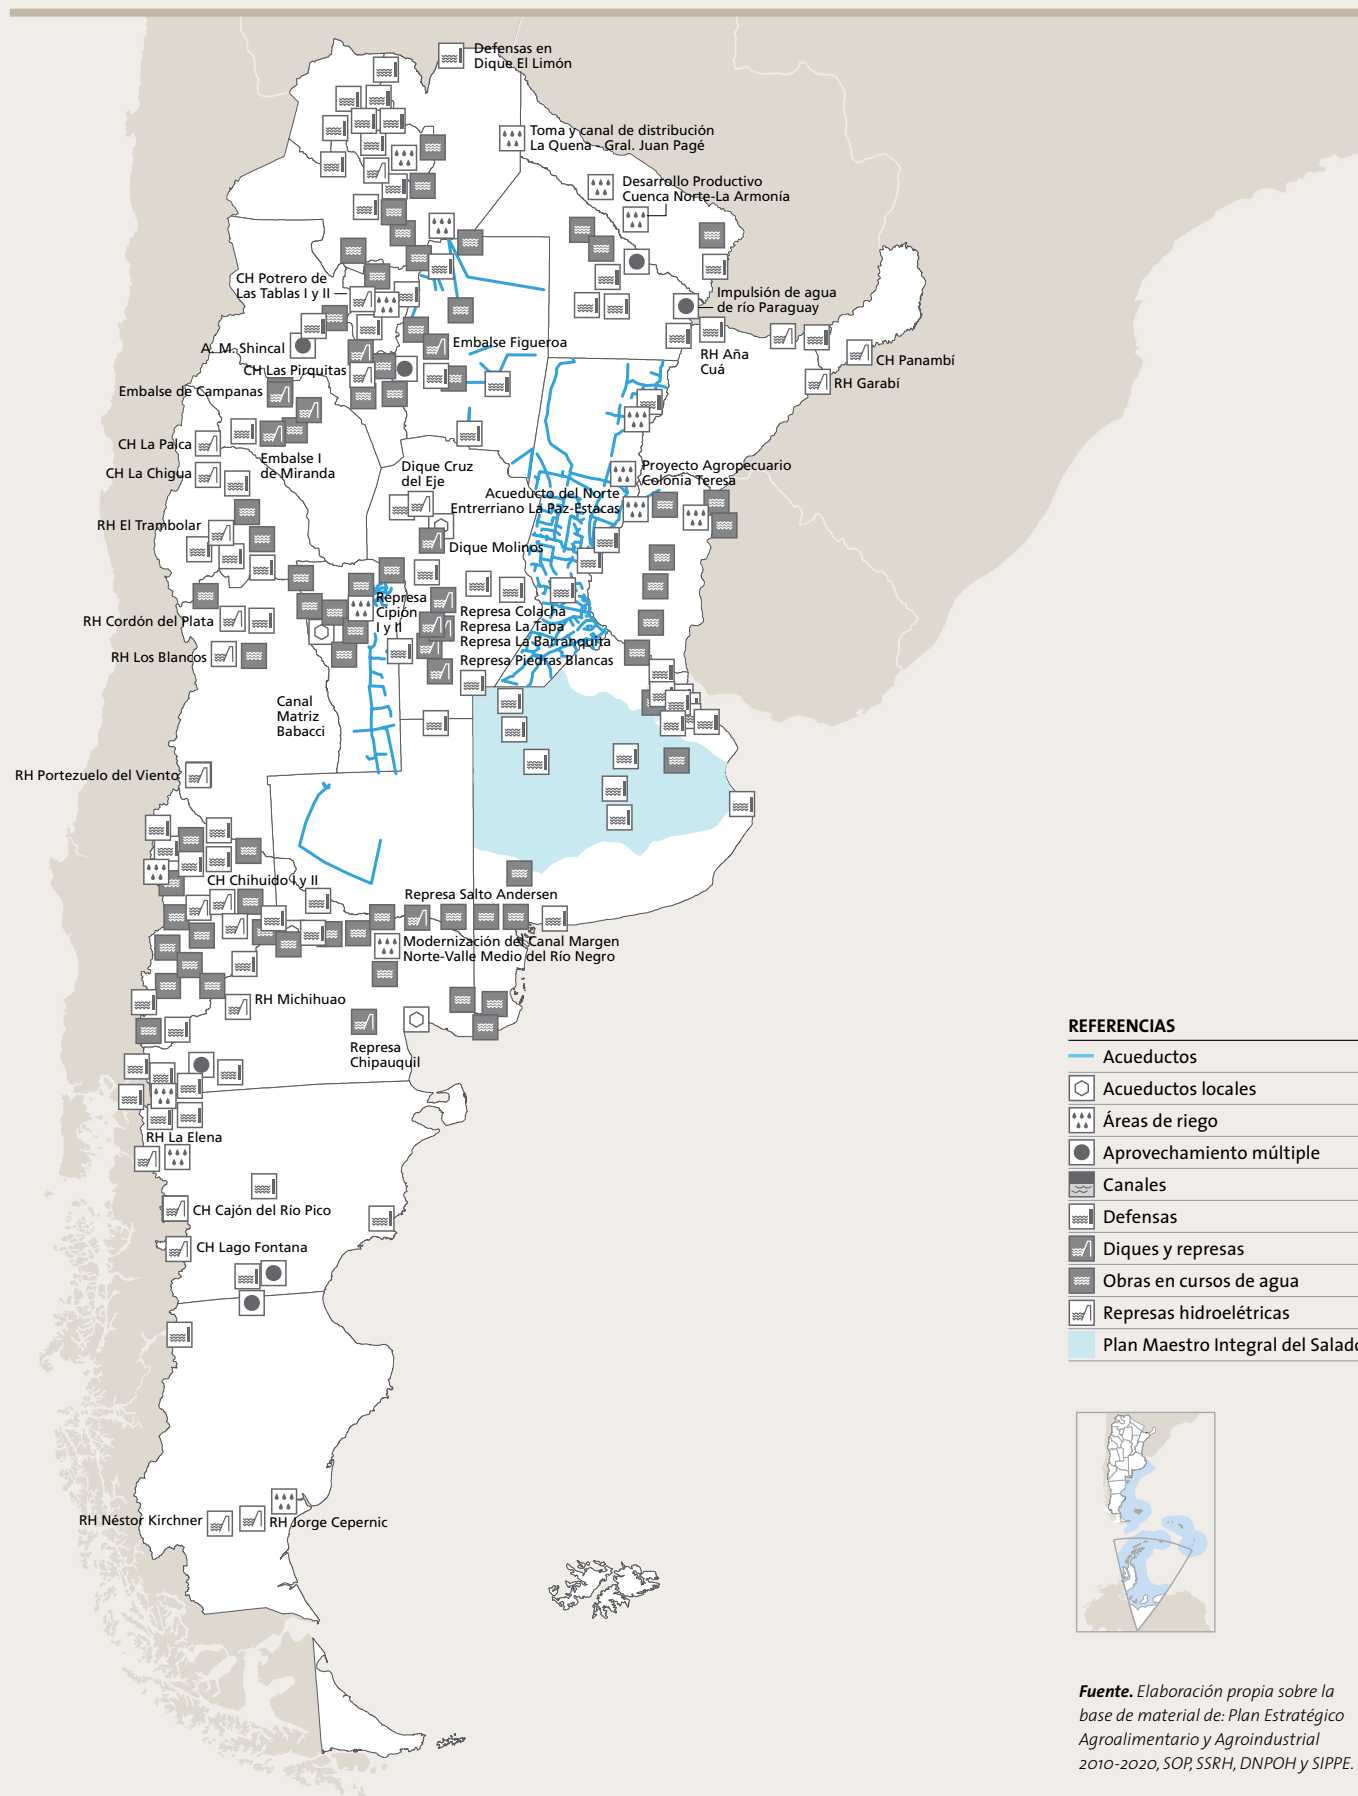 Defensas en
Dique El Limón
Toma y canal de distribución
La Quena - Gral. Juan Pagé
Desarrollo Productivo
Cuenca Norte-La Armonía
CH Potrero de
Las Tablas I y II
Impulsión de agua
de río Paraguay
A. M. Shincal
Embalse Figueroa
RH Aña
Cuá
CH Panambí
CH Las Pirquitas
RH Garabí
Embalse de Campanas
CH La Palca
Embalse I
de Miranda
CH La Chigua
Dique Cruz
del Eje
Proyecto Agropecuario
Colonia Teresa
Acueducto del Norte
Entrerriano La Paz-Estacas
RH El Trambolar
Dique Molinos
Represa
Cipión
I y II
Represa Colacha
RH Cordón del Plata
Represa La Tapa
Represa La Barranquita
RH Los Blancos
Represa Piedras Blancas
Canal
Matriz
Babacci
RH Portezuelo del Viento
CH Chihuido I y II
Represa Salto Andersen
Modernización del Canal Margen
Norte-Valle Medio del Río Negro
RH Michihuao
Represa
Chipauquil
RH La Elena
CH Cajón del Río Pico
CH Lago Fontana
RH Néstor Kirchner
RH Jorge Cepernic
REFERENCIAS
Acueductos
Acueductos locales
Áreas de riego
Aprovechamiento múltiple
Canales
Defensas
Diques y represas
Obras en cursos de agua
Represas hidroelétricas
Plan Maestro Integral del Salado
Fuente. Elaboración propia sobre la
base de material de: Plan Estratégico
Agroalimentario y Agroindustrial
2010-2020, SOP, SSRH, DNPOH y SIPPE.